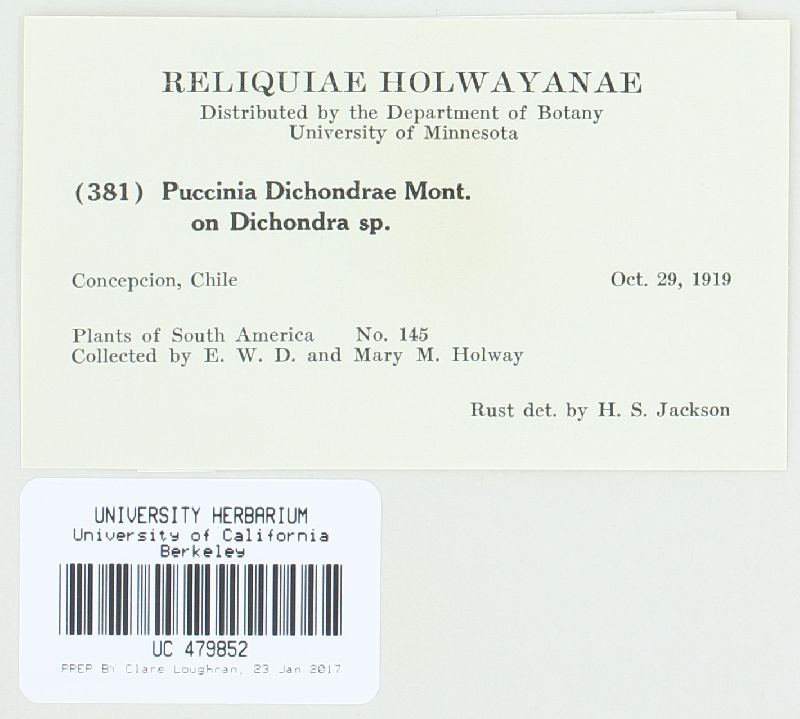 RELIQUIAE HOLWAYANAE
Distributed by the Department of Botany
University of Minnesota
(381) Puccinia Dichondrae Mont.
on Dichondra sp.
Concepcion, Chile Oct. 29, 1919
Plants of South America No. 145
Collected by E. W. D. and Mary M. Holway
Rust det. by H. S. Jackson
UNIVERSITY HERBARIUM
University of California
Berkeley
UC 479852
PREP BY Clare Loughran, 23 Jan 2017